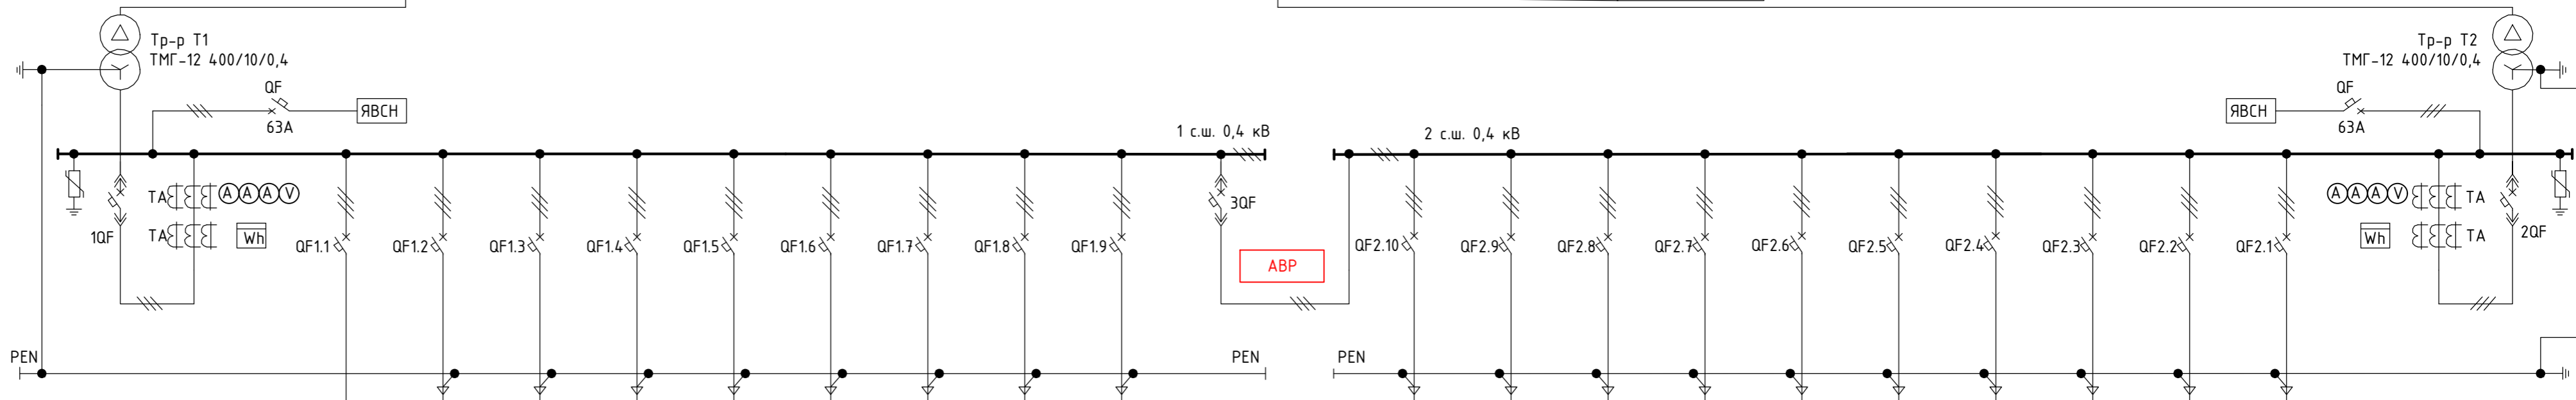 Тр-р Т1
ТМГ-12 400/10/0,4
QF
63А
ЯВСН
1 с.ш. 0,4 кВ
2 с.ш. 0,4 кВ
Тр-р Т2
ТМГ-12 400/10/0,4
QF
63А
ЯВСН
1QF
ТА
А А А V
ТА
Wh
QF1.1
QF1.2
QF1.3
QF1.4
QF1.5
QF1.6
QF1.7
QF1.8
QF1.9
3QF
АВР
QF2.10
QF2.9
QF2.8
QF2.7
QF2.6
QF2.5
QF2.4
QF2.3
QF2.2
QF2.1
А А А V
ТА
Wh
ТА
2QF
PEN
PEN
PEN